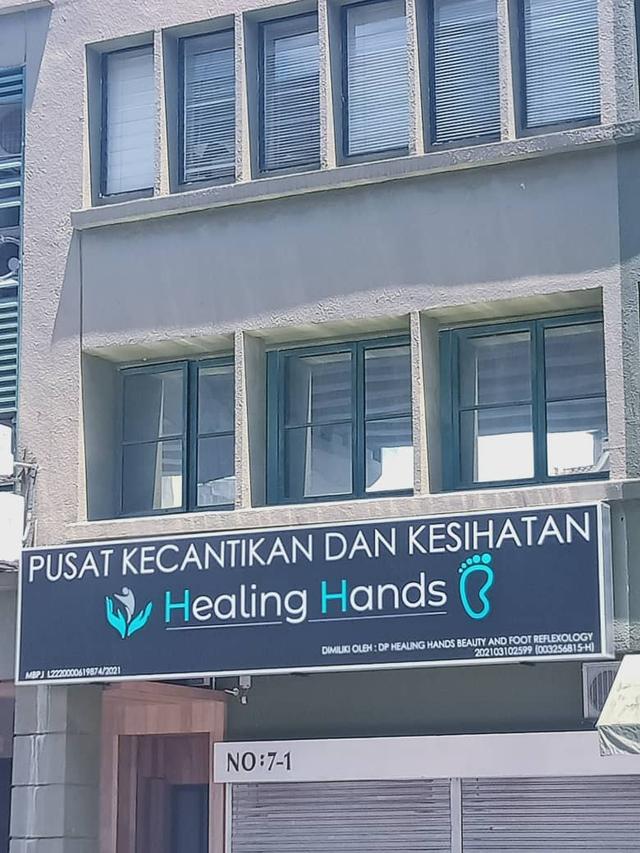 PUSAT KECANTIKAN DAN KESIHATAN
Healing Hands
DIMILIKI OLEH : DP HEALING HANDS BEAUTY AND FOOT REFLEXOLOGY
202103102599 (003256815-H)
MBPJ L2220000619874/2021
NO:7-1